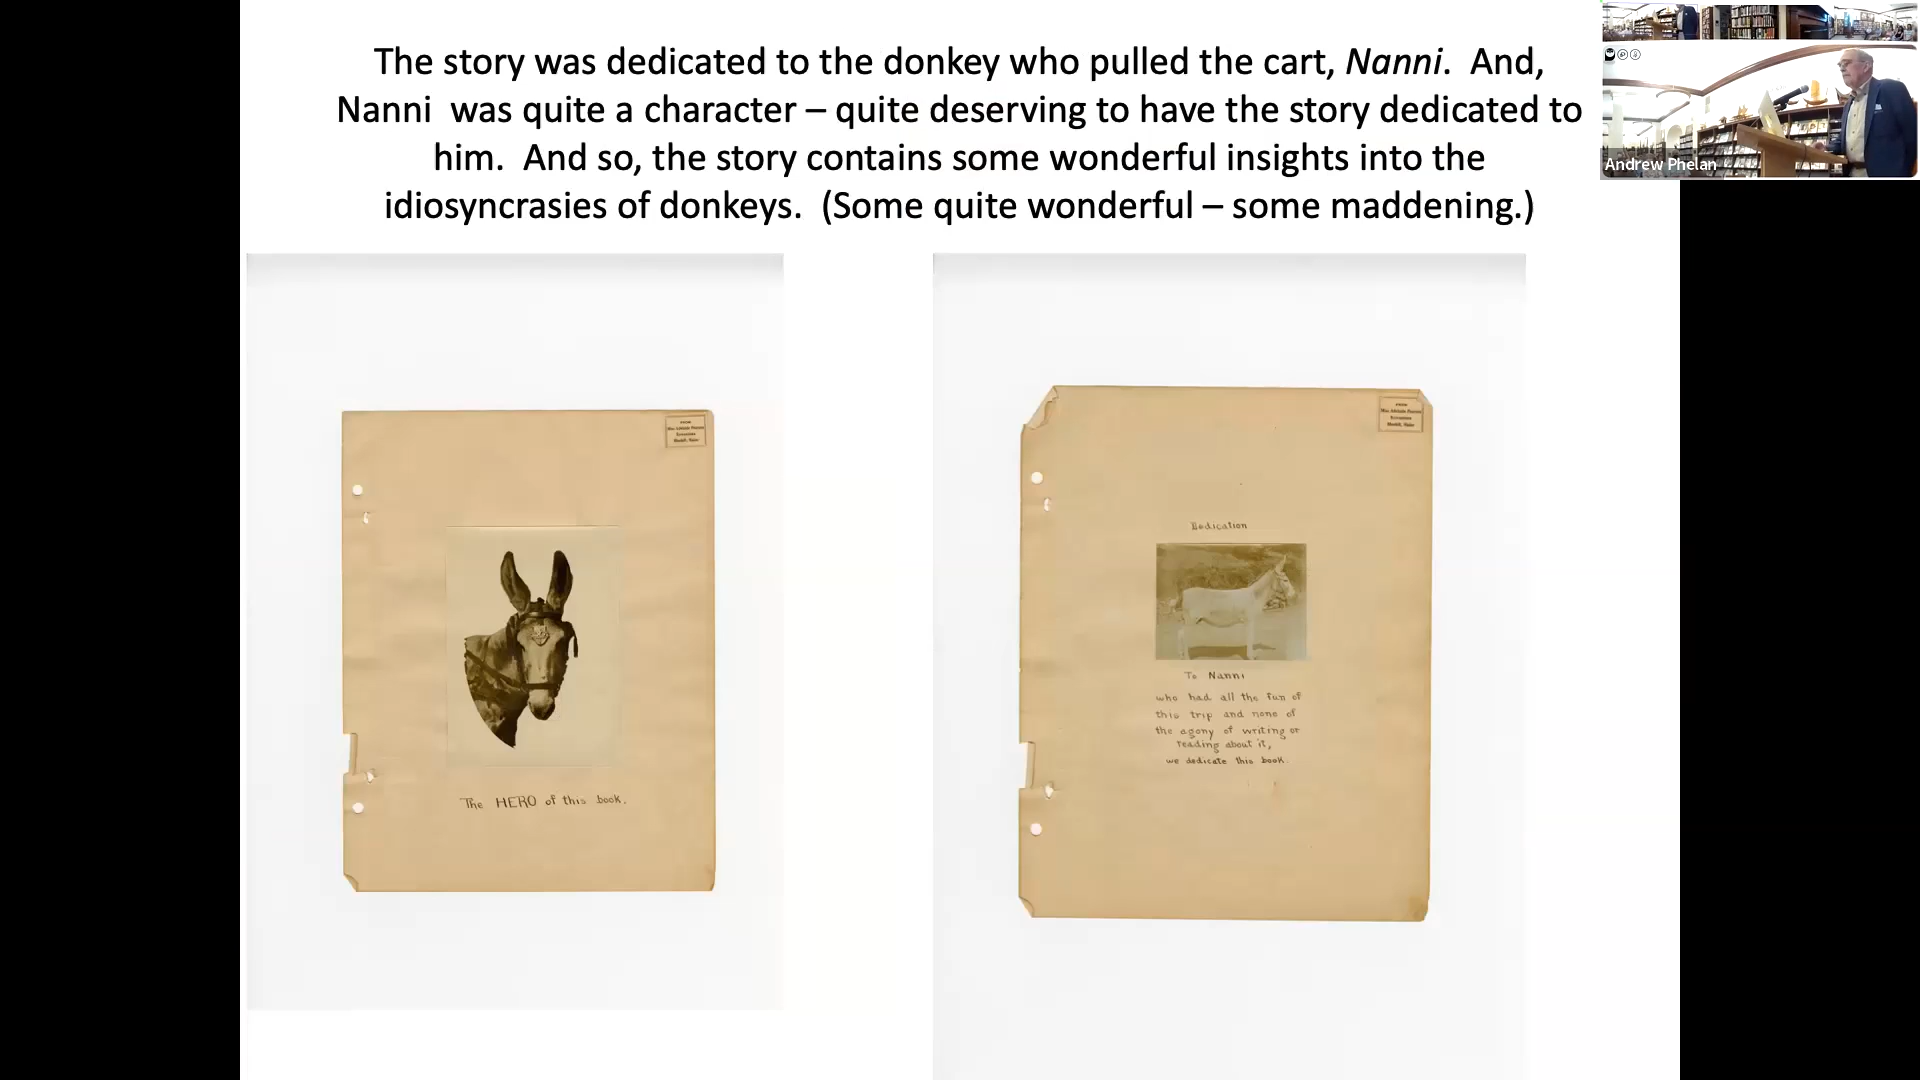 The story was dedicated to the donkey who pulled the cart, Nanni. And,
Nanni was quite a character – quite deserving to have the story dedicated to
him. And so, the story contains some wonderful insights into the
idiosyncrasies of donkeys. (Some quite wonderful – some maddening.)
Andrew Phelan
The HERO of this book.
Dedication
To Nanni
who had all the fun of
this trip and none of
the agony of writing or
reading about it,
we dedicate this book.